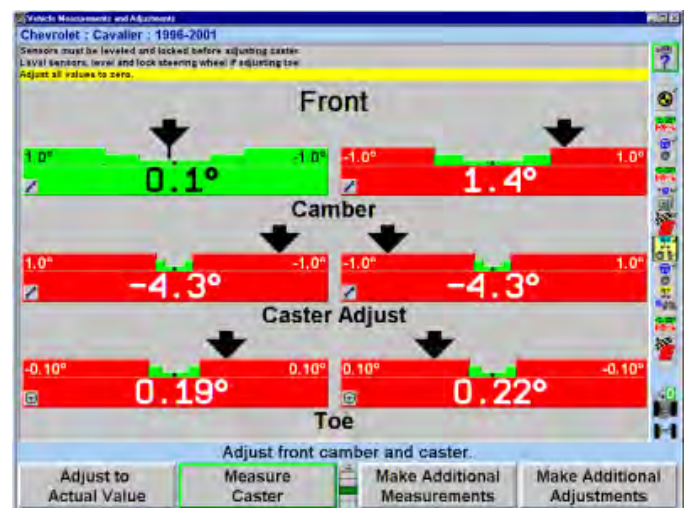 Vehicle Measurements and Adjustments
Chevrolet : Cavalier : 1996-2001
Sensors must be leveled and locked before adjusting caster.
Level sensors, level and lock steering wheel if adjusting toe.
Adjust all values to zero.
Front
1.0° -1.0° -1.0° 1.0°
0.1° 1.4°
Camber
1.0° -1.0° -1.0° 1.0°
-4.3° -4.3°
Caster Adjust
-0.10° 0.10° 0.10° -0.10°
0.19° 0.22°
Toe
Adjust front camber and caster.
Adjust to Measure Make Additional Make Additional
Actual Value Caster Measurements Adjustments